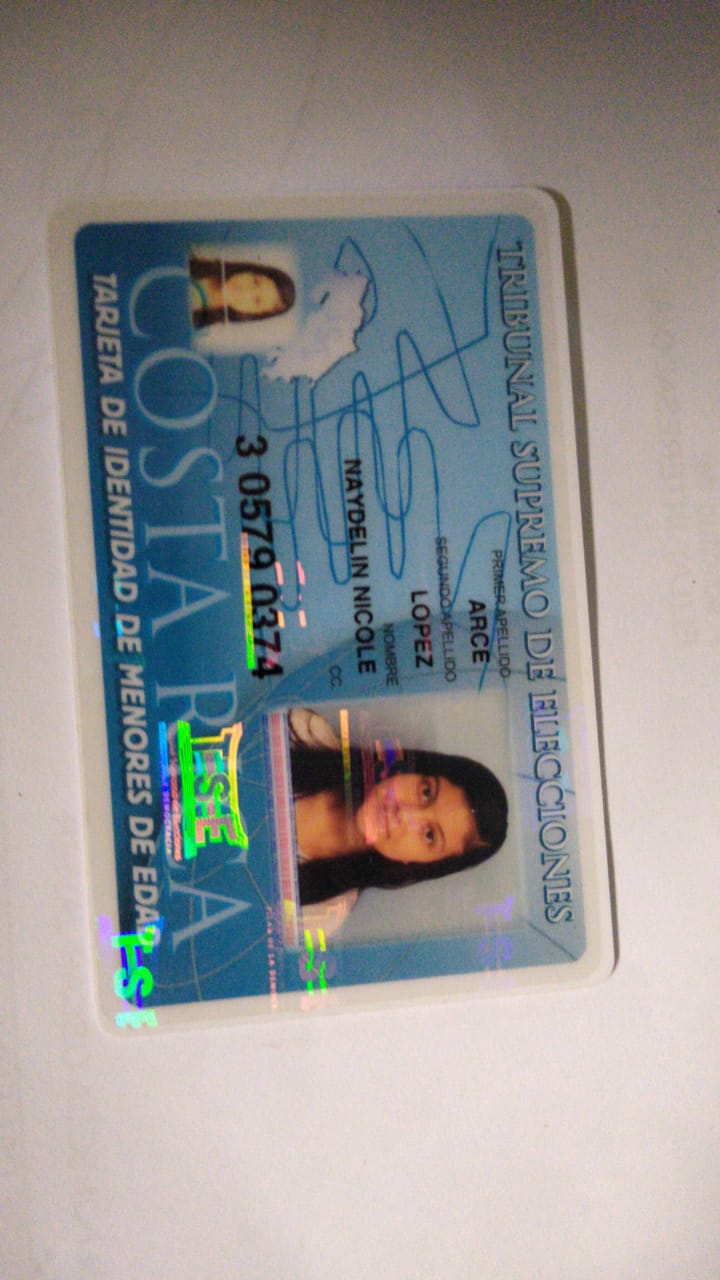 TRIBUNAL SUPREMO DE ELECCIONES
PRIMER APELLIDO
ARCE
SEGUNDO APELLIDO
LOPEZ
NOMBRE
NAYDELIN NICOLE
CC.
3 0579 0374
COSTA RICA
TARJETA DE IDENTIDAD DE MENORES DE EDAD
TSE